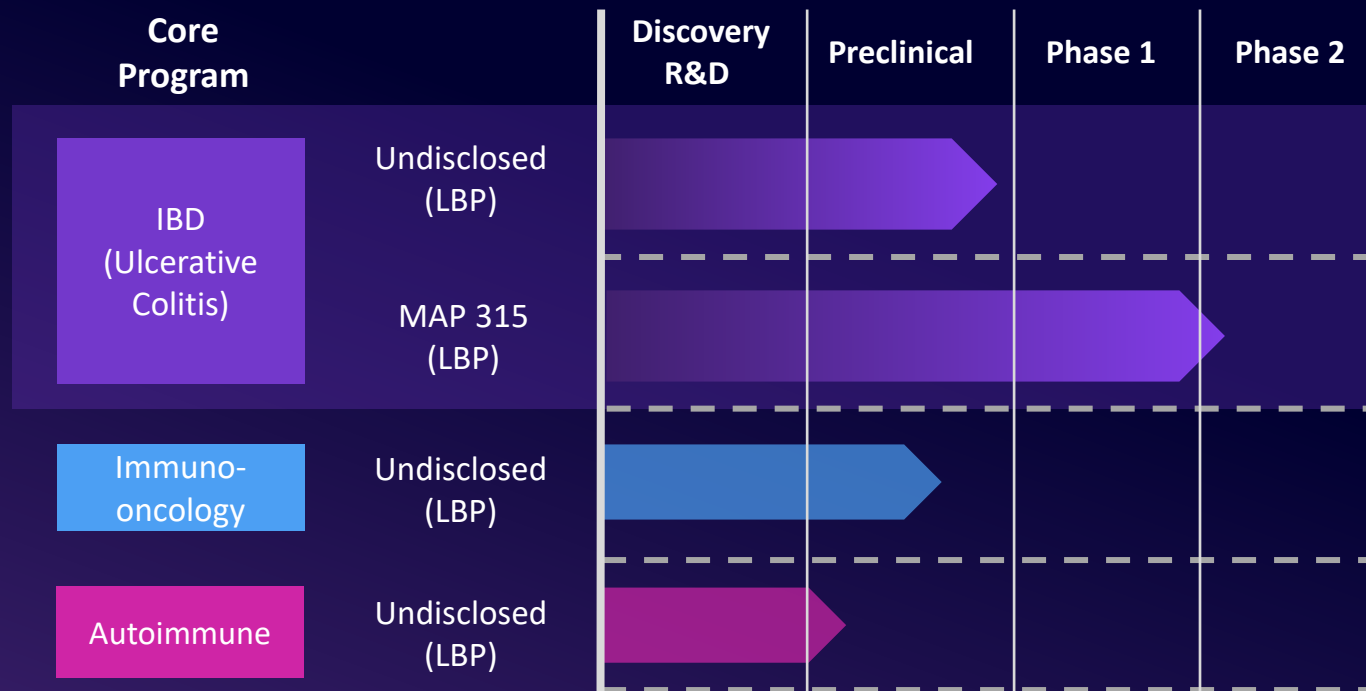 Core
Program
Discovery
R&D
Preclinical
Phase 1
Phase 2
IBD
(Ulcerative
Colitis)
Undisclosed
(LBP)
MAP 315
(LBP)
Immuno-
oncology
Undisclosed
(LBP)
Autoimmune
Undisclosed
(LBP)